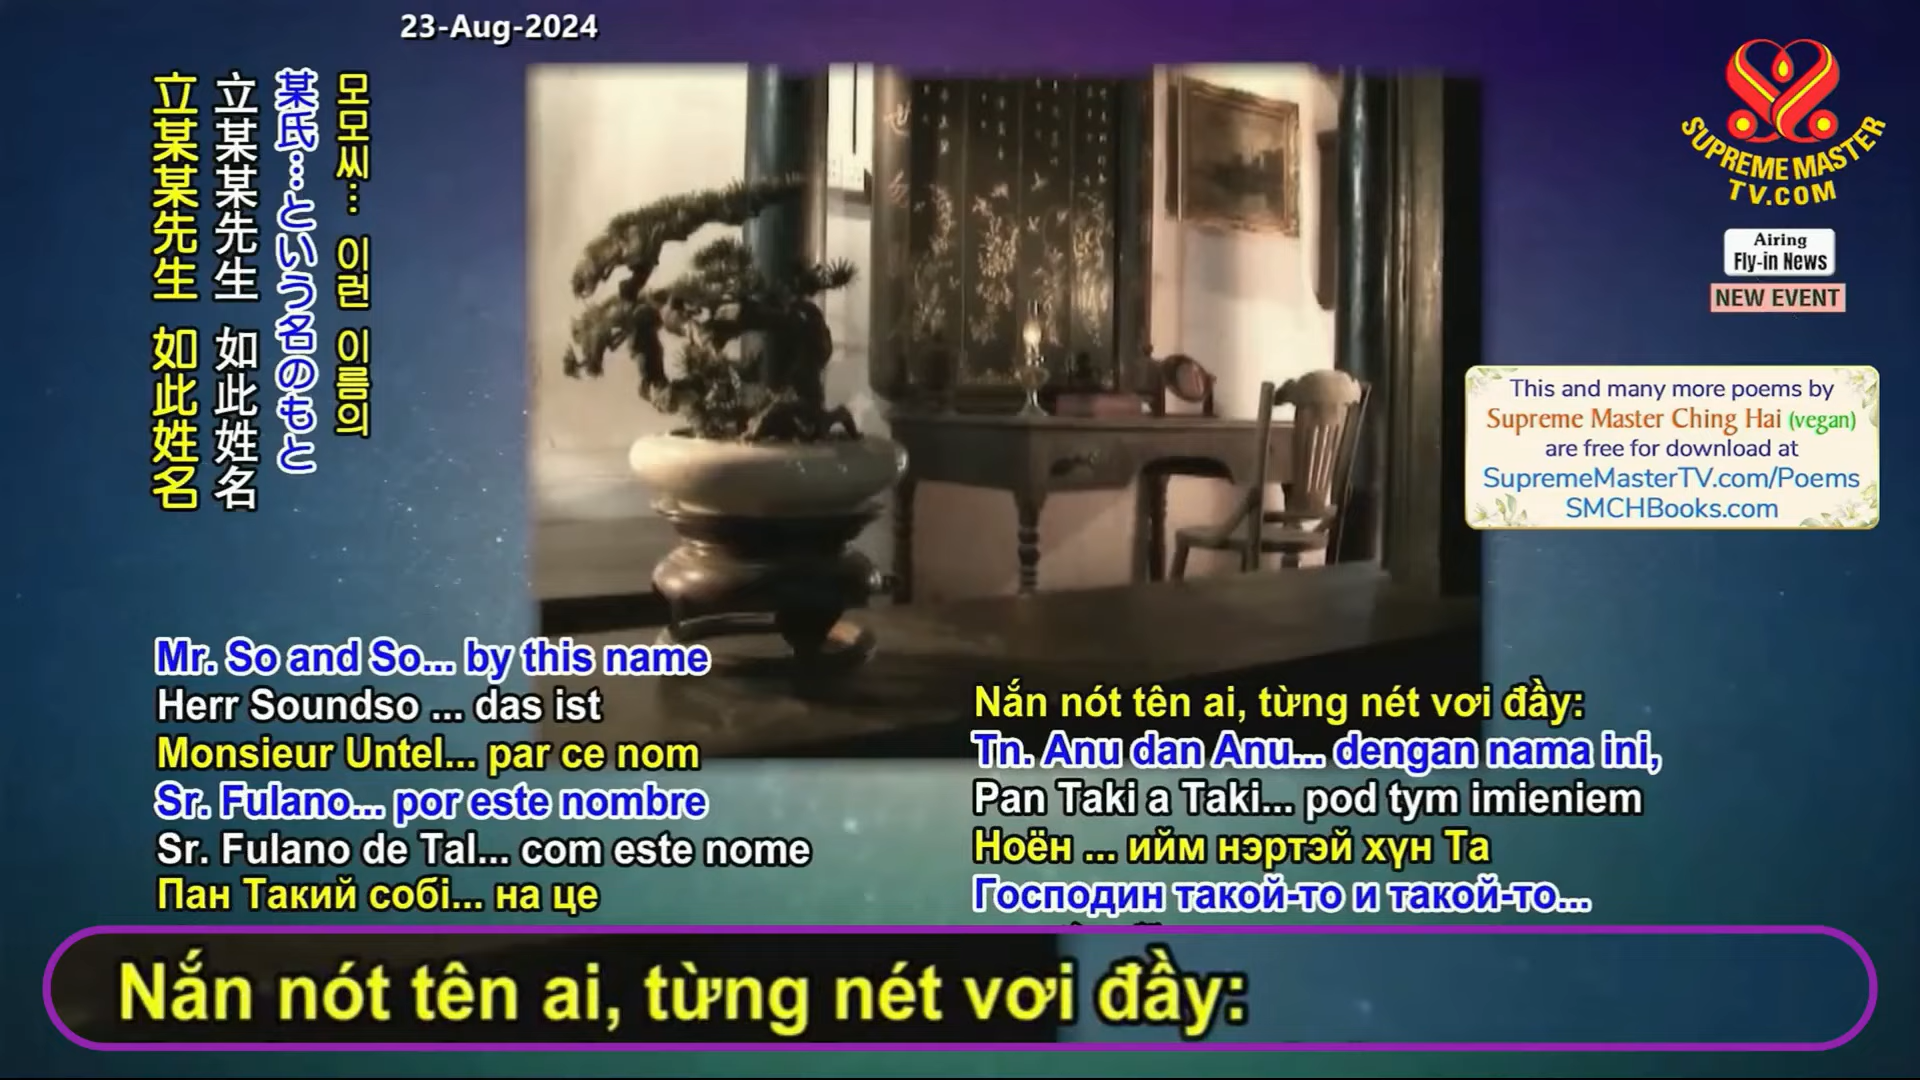 23-Aug-2024
모모씨… 이런 이름의
某氏…という名のもと
立某某先生 如此姓名
立某某先生 如此姓名
SUPREME MASTER
TV.COM
Airing
Fly-in News
NEW EVENT
This and many more poems by
Supreme Master Ching Hai (vegan)
are free for download at
SupremeMasterTV.com/Poems
SMCHBooks.com
Mr. So and So... by this name
Herr Soundso ... das ist
Monsieur Untel... par ce nom
Sr. Fulano... por este nombre
Sr. Fulano de Tal... com este nome
Пан Такий собі... на це
Nắn nót tên ai, từng nét vơi đầy:
Tn. Anu dan Anu... dengan nama ini,
Pan Taki a Taki... pod tym imieniem
Ноён ... ийм нэртэй хүн Та
Господин такой-то и такой-то...
Nắn nót tên ai, từng nét vơi đầy: